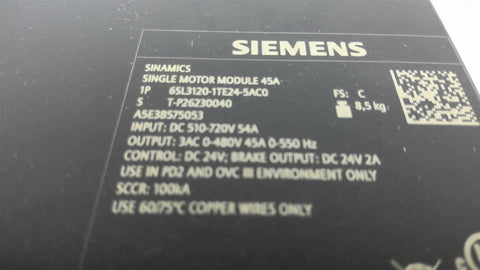 SIEMENS
SINAMICS
SINGLE MOTOR MODULE 45A
1P 6SL3120-1TE24-5AC0 FS: C
S T-P26230040 8,5 kg
A5E38575053
INPUT: DC 510-720V 54A
OUTPUT: 3AC 0-480V 45A 0-550 Hz
CONTROL: DC 24V; BRAKE OUTPUT: DC 24V 2A
USE IN PD2 AND OVC III ENVIRONMENT ONLY
SCCR: 100kA
USE 60/75°C COPPER WIRES ONLY